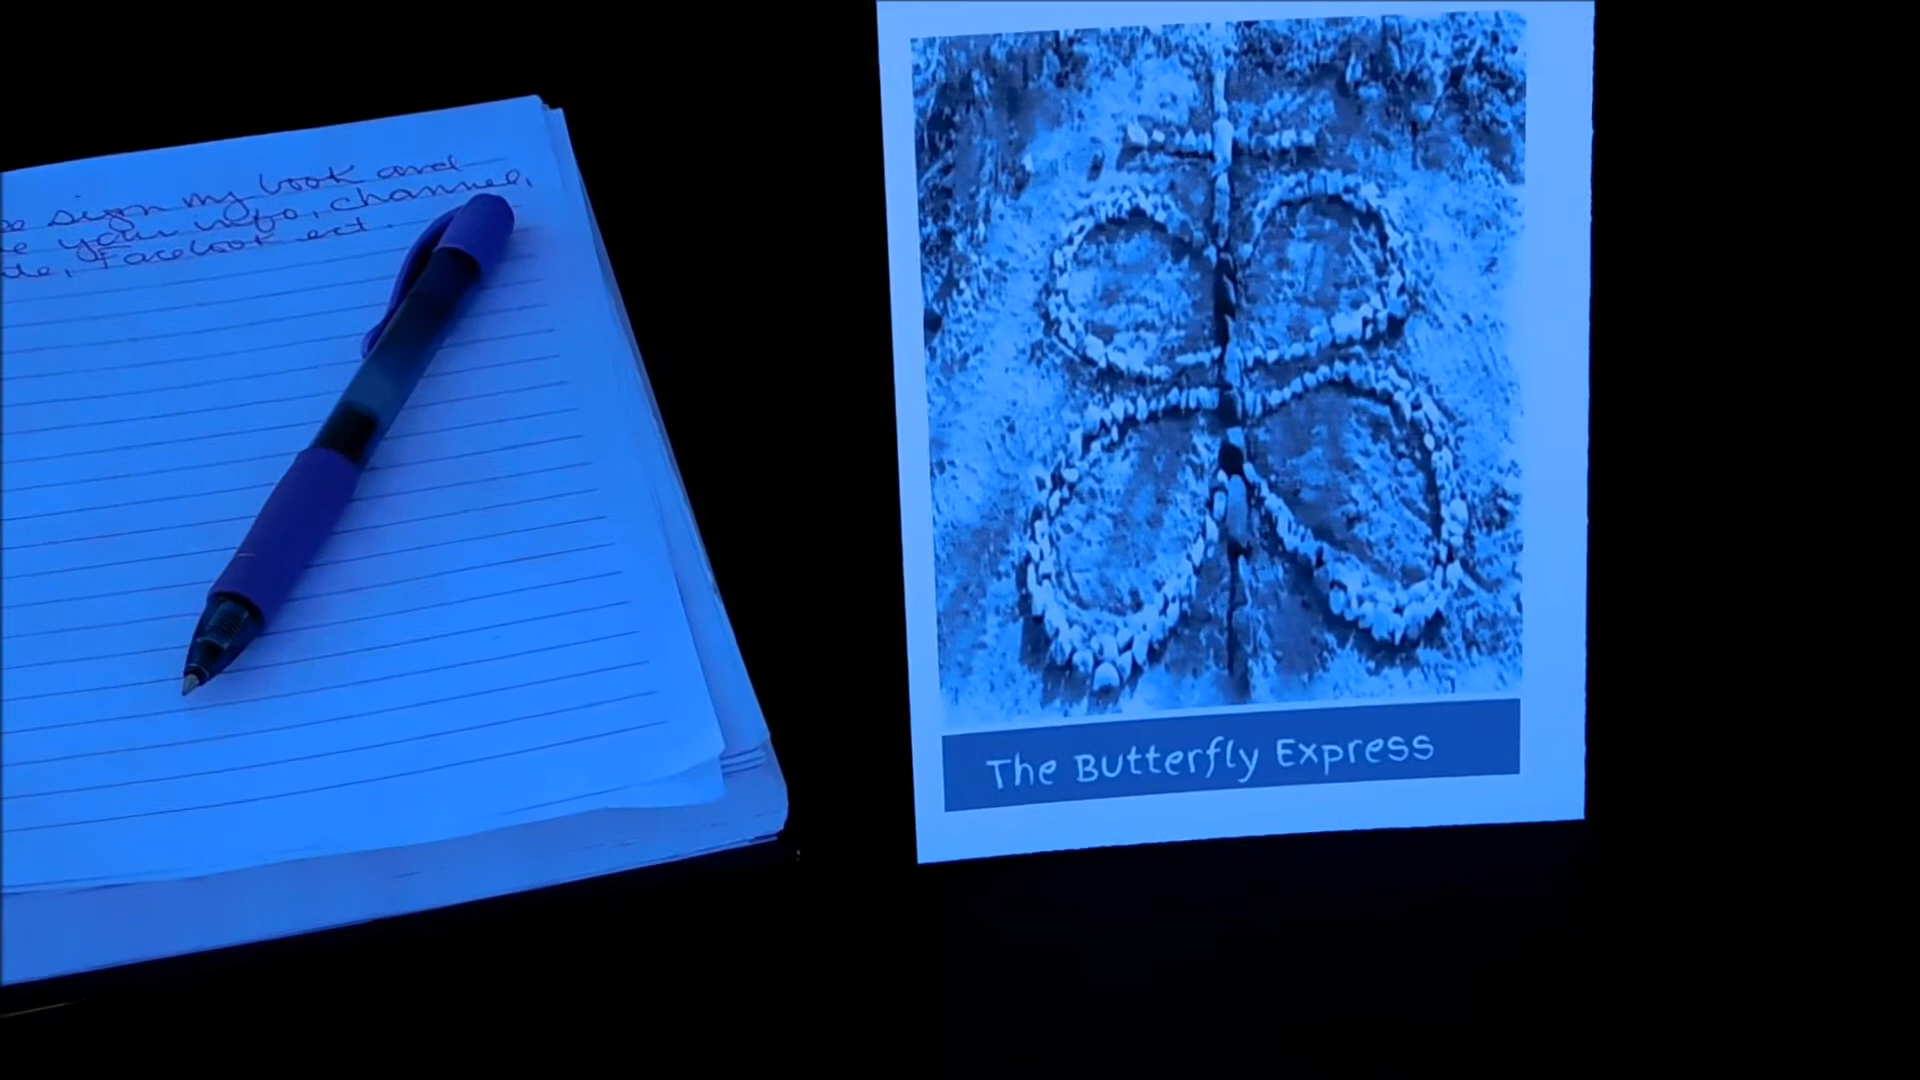 sign my book and
your info, channel,
Facebook ect.
The Butterfly Express